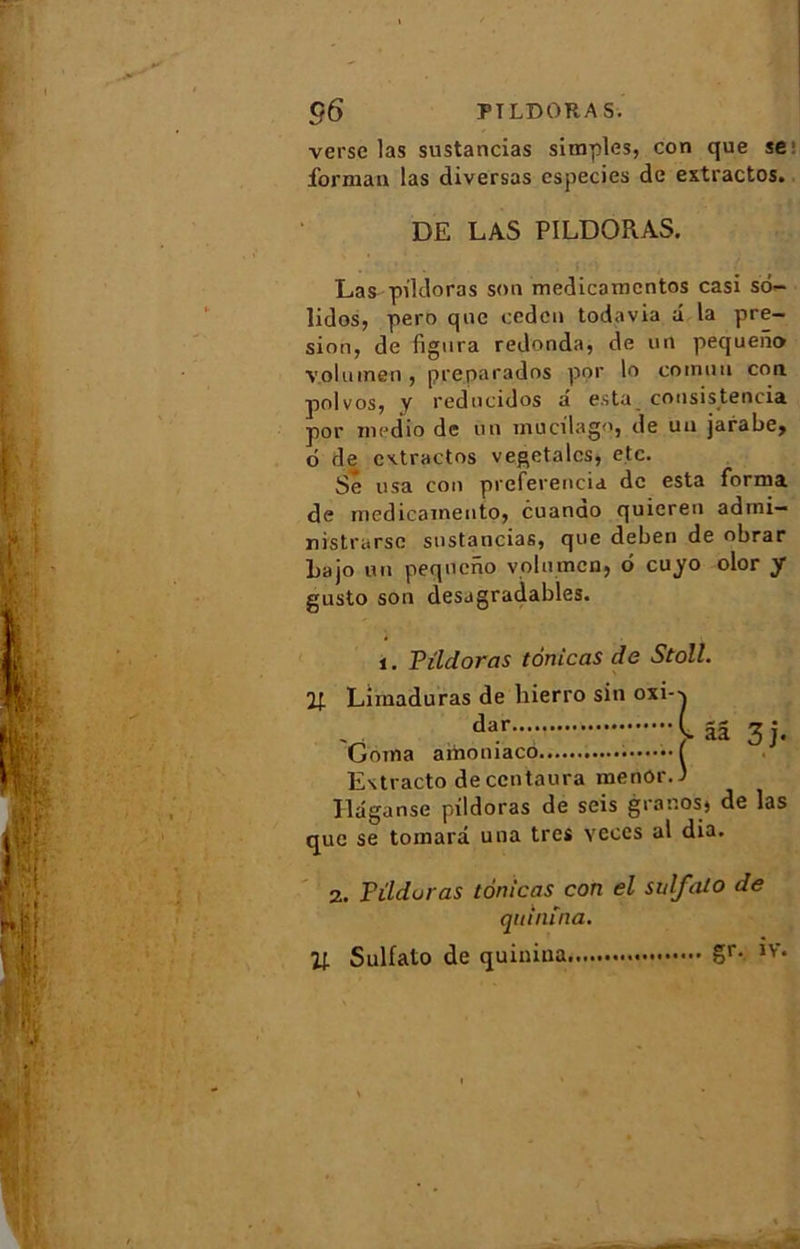 96 PILDORAS.
verse las sustancias simples, con que se
forman las diversas especies de extractos.
DE LAS PILDORAS.
Las píldoras son medicamentos casi só-
lidos, pero que ceden todavia á la pre-
sion, de figura redonda, de un pequeño
volumen, preparados por lo comun con
polvos, y reducidos á esta consistencia
por medio de un mucílago, de un jarabe,
ó de extractos vegetales, etc.
Se usa con preferencia de esta forma
de medicamento, cuando quieren admi-
nistrarse sustancias, que deben de obrar
bajo un pequeño volumen, ó cuyo olor y
gusto son desagradables.
1. Píldoras tónicas de Stoll.
♃ Limaduras de hierro sin oxi-
dar........................
Goma amoniaco.................... } āā ʒj.
Extracto de centaura menor.
Háganse píldoras de seis granos, de las
que se tomará una tres veces al dia.
2. Píldoras tónicas con el sulfato de
quinína.
♃ Sulfato de quinina.................... gr. iv.